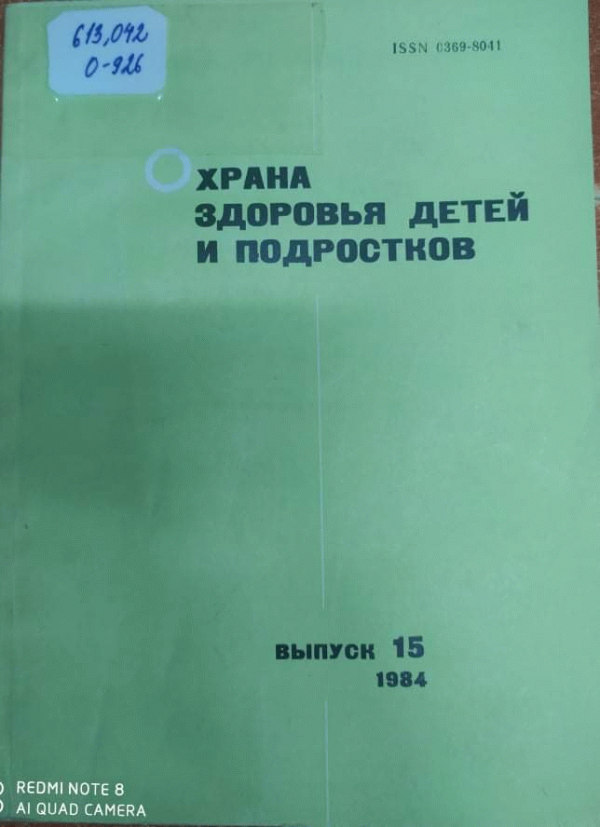 613,042
О-926
ISSN 0369-8041
ОХРАНА
ЗДОРОВЬЯ ДЕТЕЙ
И ПОДРОСТКОВ
ВЫПУСК 15
1984
REDMI NOTE 8
AI QUAD CAMERA